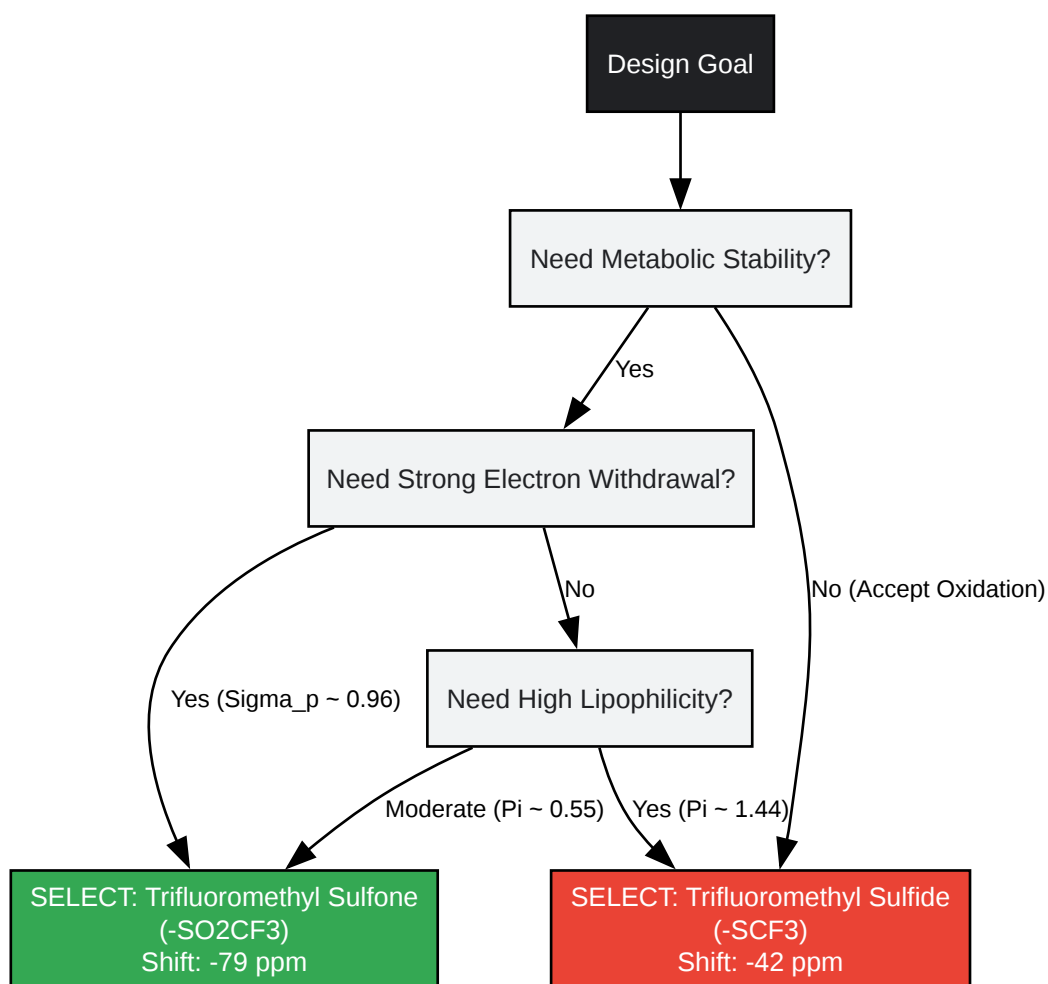 Design Goal
Need Metabolic Stability?
Yes
Need Strong Electron Withdrawal?
No
No (Accept Oxidation)
Need High Lipophilicity?
Yes (Sigma_p ~ 0.96)
Moderate (Pi ~ 0.55)
Yes (Pi ~ 1.44)
SELECT: Trifluoromethyl Sulfone
(-SO2CF3)
Shift: -79 ppm
SELECT: Trifluoromethyl Sulfide
(-SCF3)
Shift: -42 ppm